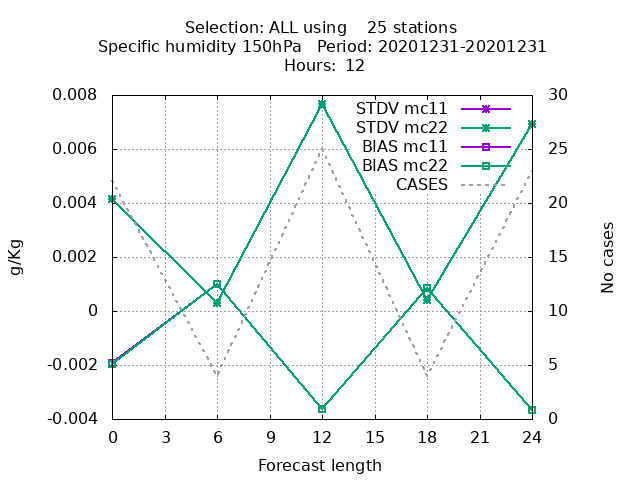 Selection: ALL using    25 stations
Specific humidity 150hPa   Period: 20201231-20201231
Hours:  12
0.008
0.006
0.004
0.002
0
-0.002
-0.004
30
25
20
15
10
5
0
STDV mc11
STDV mc22
BIAS mc11
BIAS mc22
CASES
g/Kg
No cases
0 3 6 9 12 15 18 21 24
Forecast length